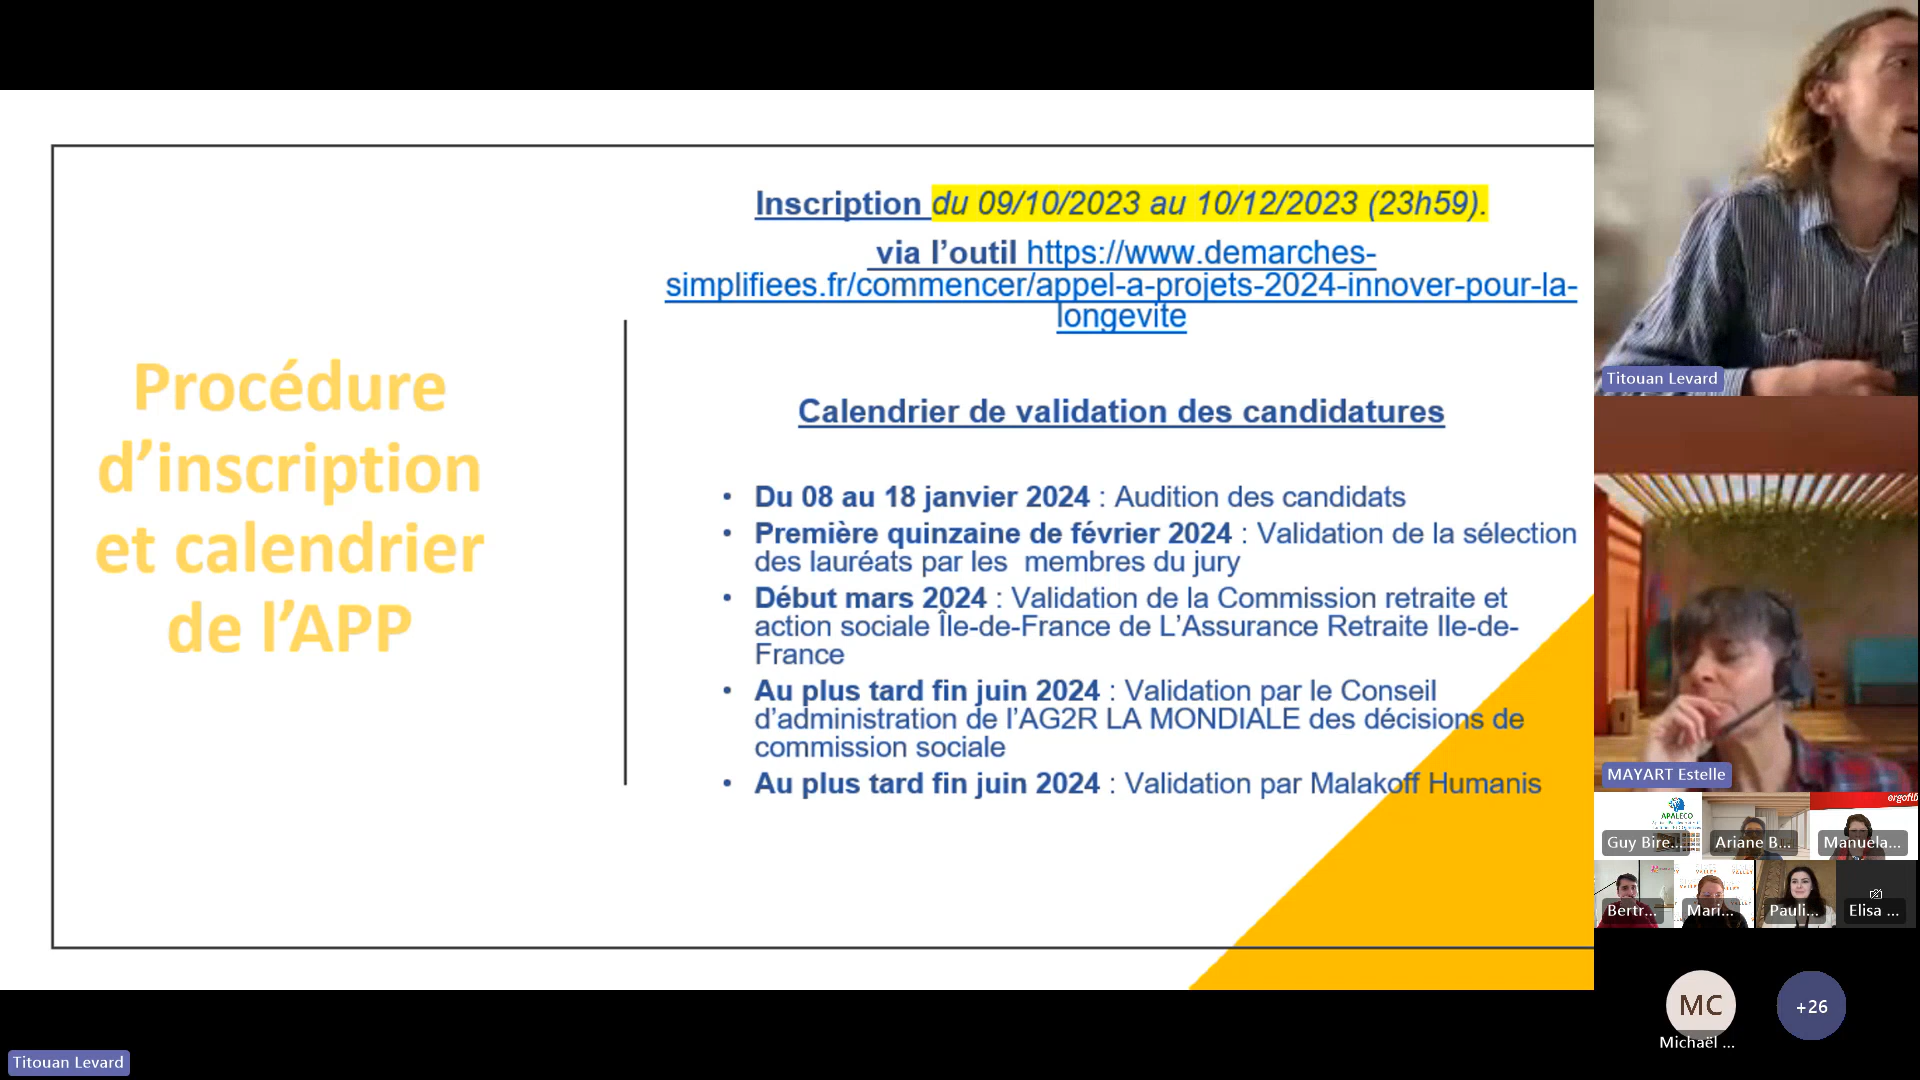 Inscription du 09/10/2023 au 10/12/2023 (23h59).
via l’outil https://www.demarches-
simplifiees.fr/commencer/appel-a-projets-2024-innover-pour-la-
longevite
Procédure
d’inscription
et calendrier
de l’APP
Calendrier de validation des candidatures
• Du 08 au 18 janvier 2024 : Audition des candidats
• Première quinzaine de février 2024 : Validation de la sélection
des lauréats par les membres du jury
• Début mars 2024 : Validation de la Commission retraite et
action sociale Île-de-France de L’Assurance Retraite Ile-de-
France
• Au plus tard fin juin 2024 : Validation par le Conseil
d’administration de l’AG2R LA MONDIALE des décisions de
commission sociale
• Au plus tard fin juin 2024 : Validation par Malakoff Humanis
Titouan Levard
MAYART Estelle
APALECO
Guy Bire...
Ariane B...
Manuela...
Bertr...
Mari...
Pauli...
Elisa ...
MC
+26
Michaël ...
Titouan Levard